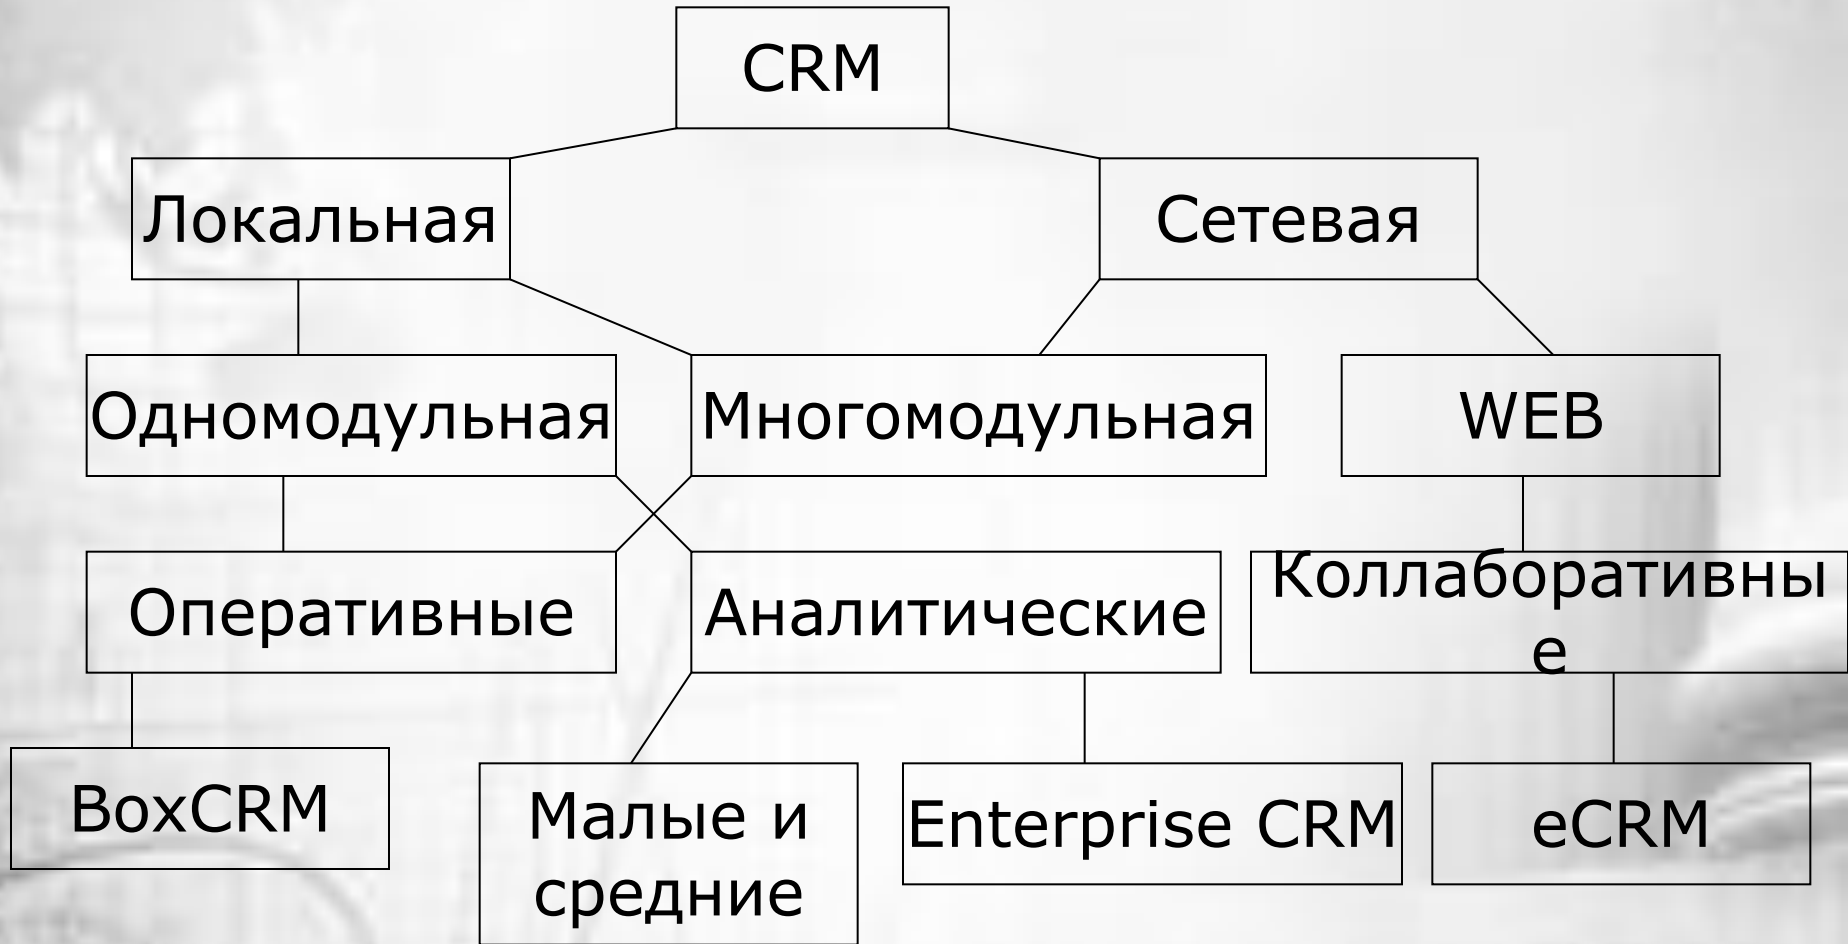 CRM
Локальная
Сетевая
Одномодульная
Многомодульная
WEB
Оперативные
Аналитические
Коллаборативны
е
BoxCRM
Малые и
средние
Enterprise CRM
eCRM